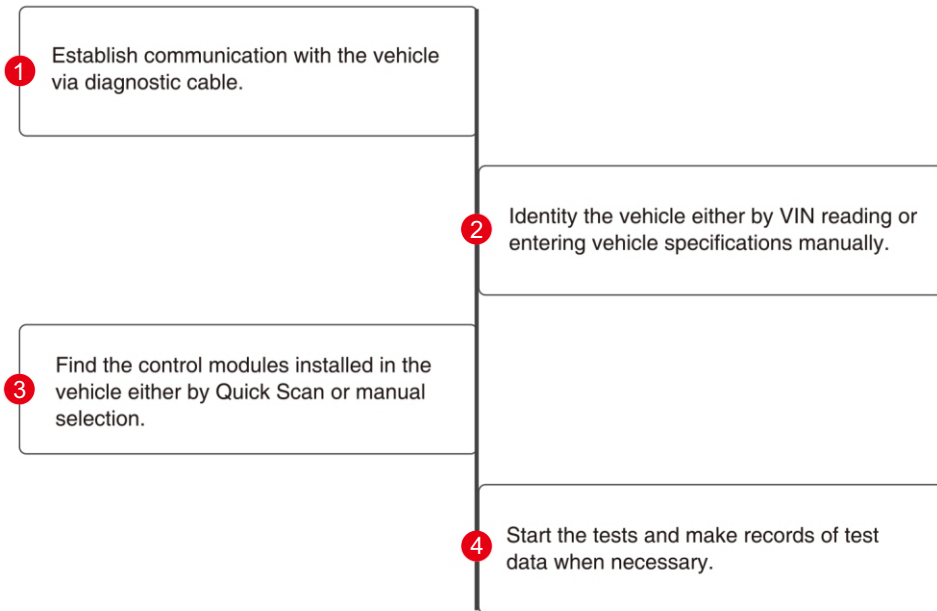 1
Establish communication with the vehicle
via diagnostic cable.
2
Identity the vehicle either by VIN reading or
entering vehicle specifications manually.
3
Find the control modules installed in the
vehicle either by Quick Scan or manual
selection.
4
Start the tests and make records of test
data when necessary.